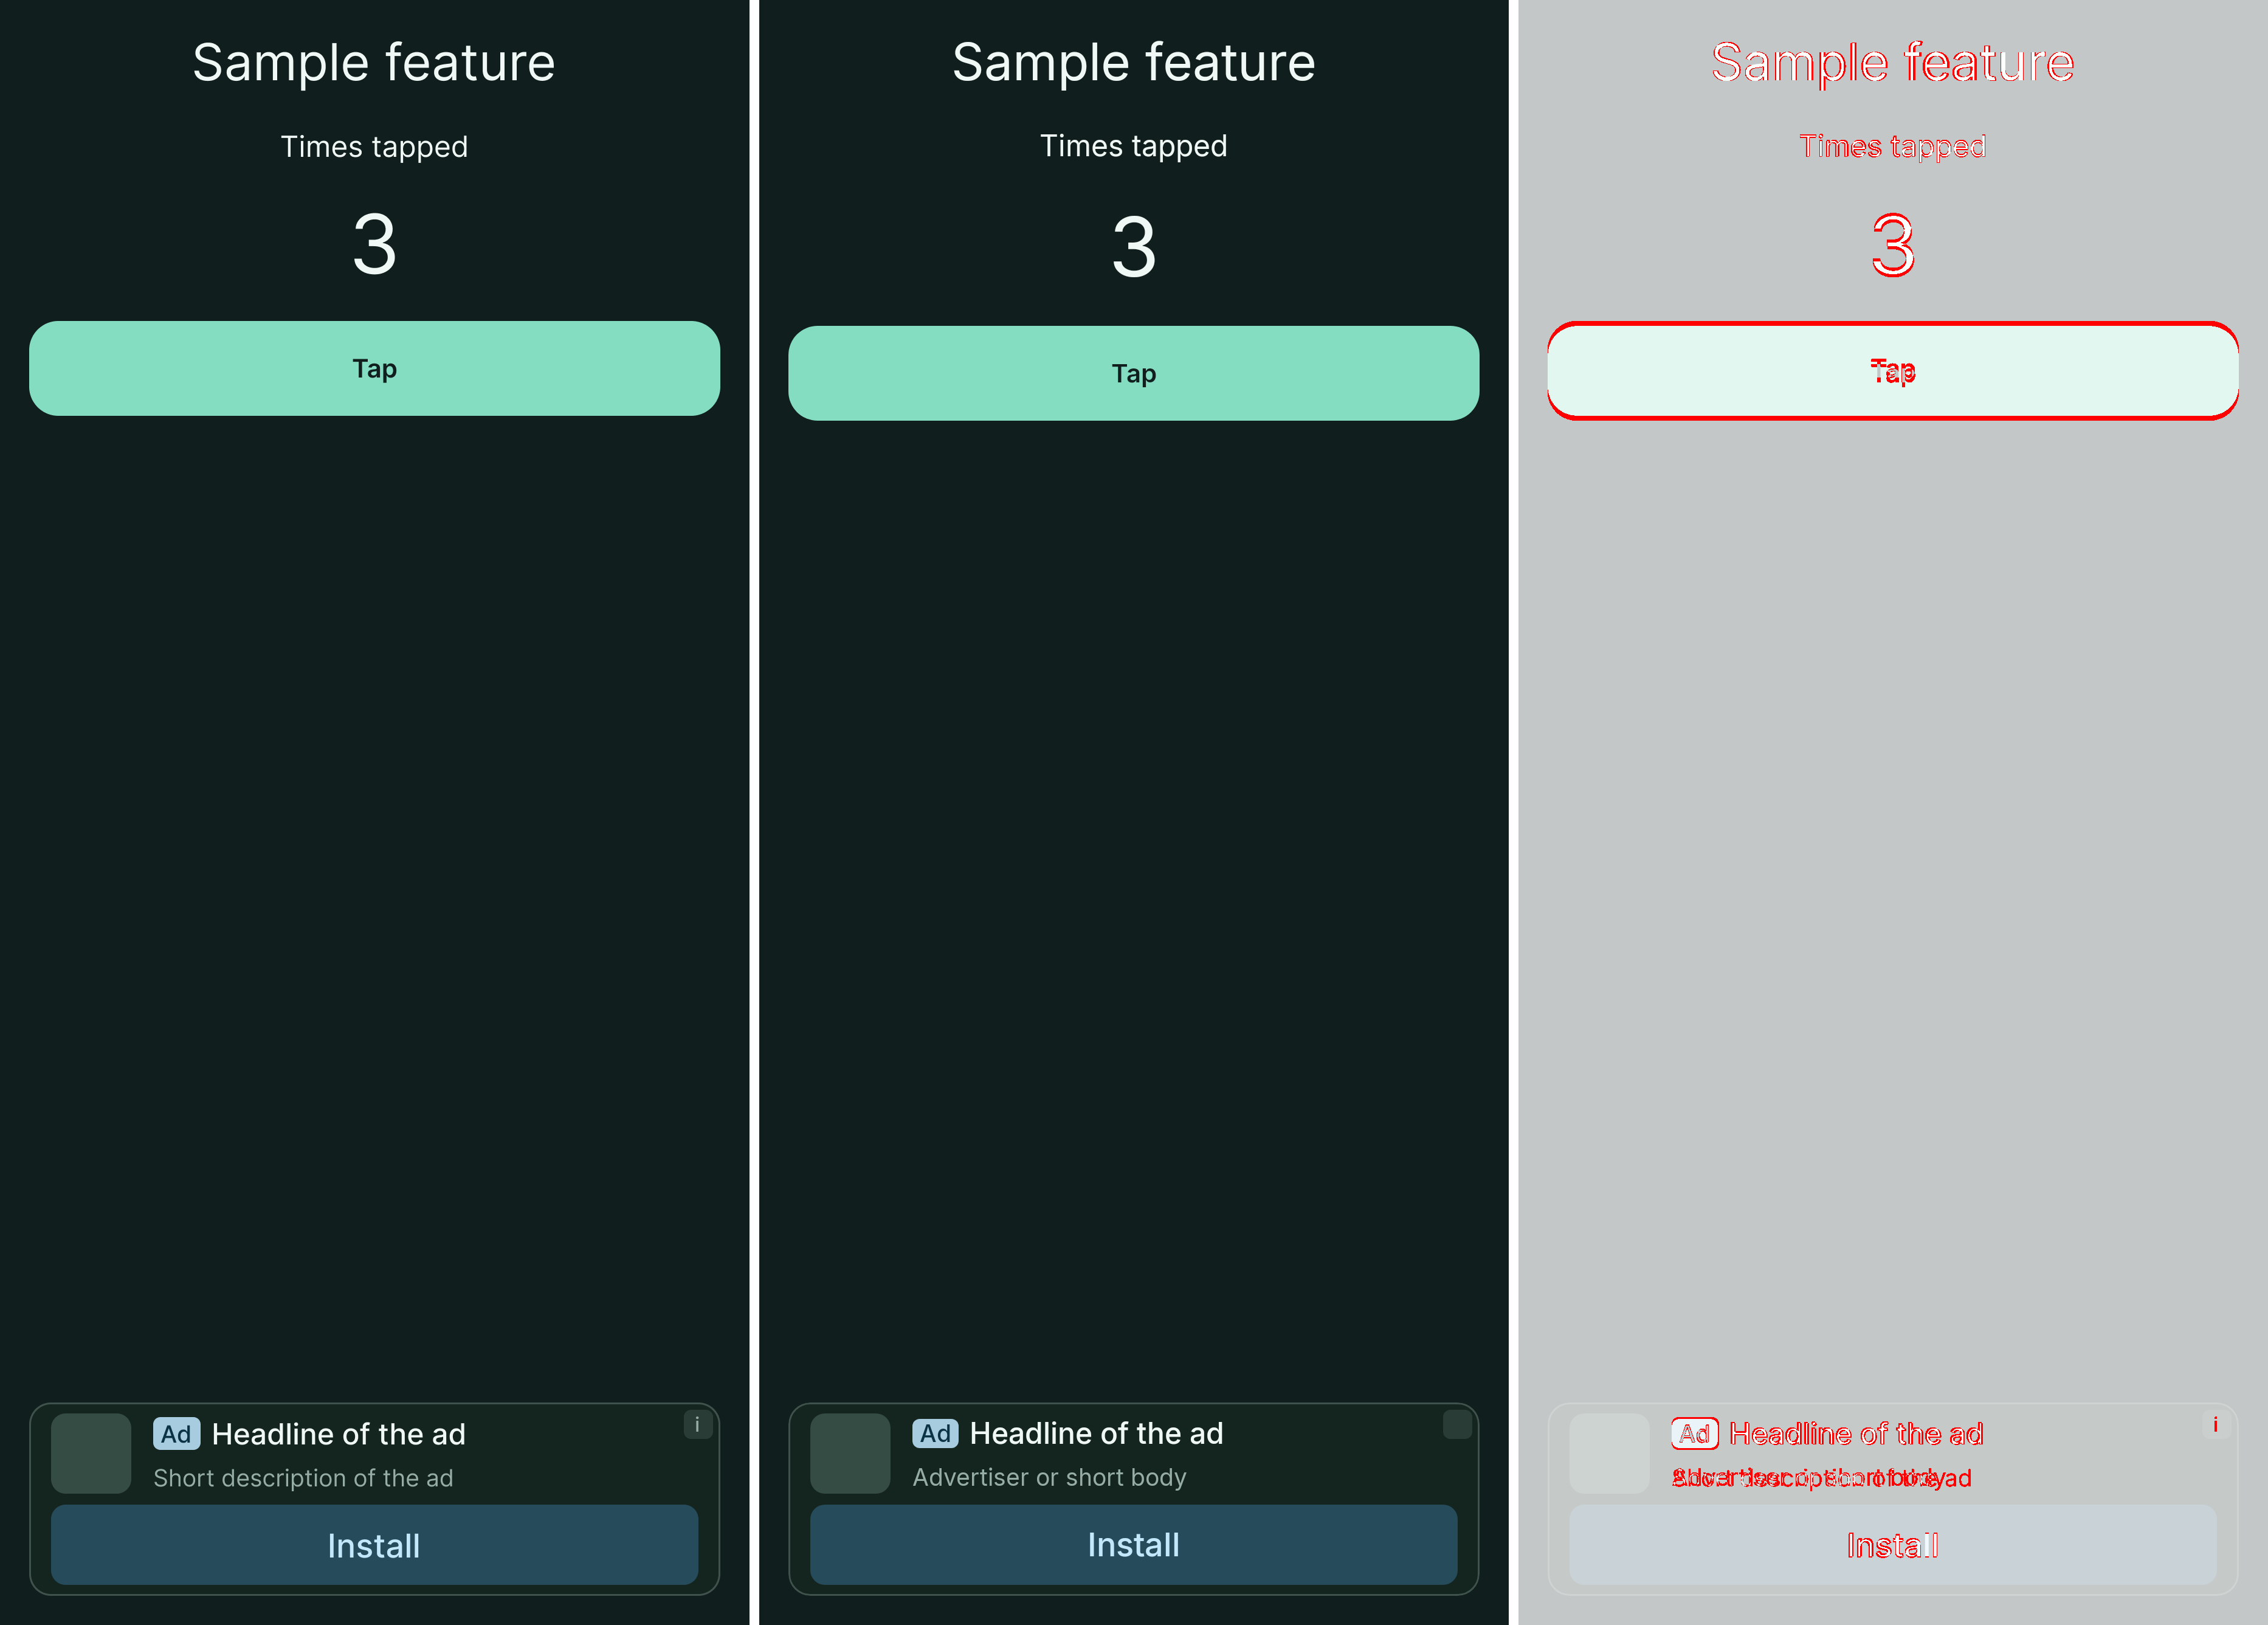 Sample feature
Times tapped
3
Tap
Ad Headline of the ad
i
Short description of the ad
Install
Sample feature
Times tapped
3
Tap
Ad Headline of the ad
Advertiser or short body
Install
Sample feature
Times tapped
3
Tap
Ad Headline of the ad
i
Install